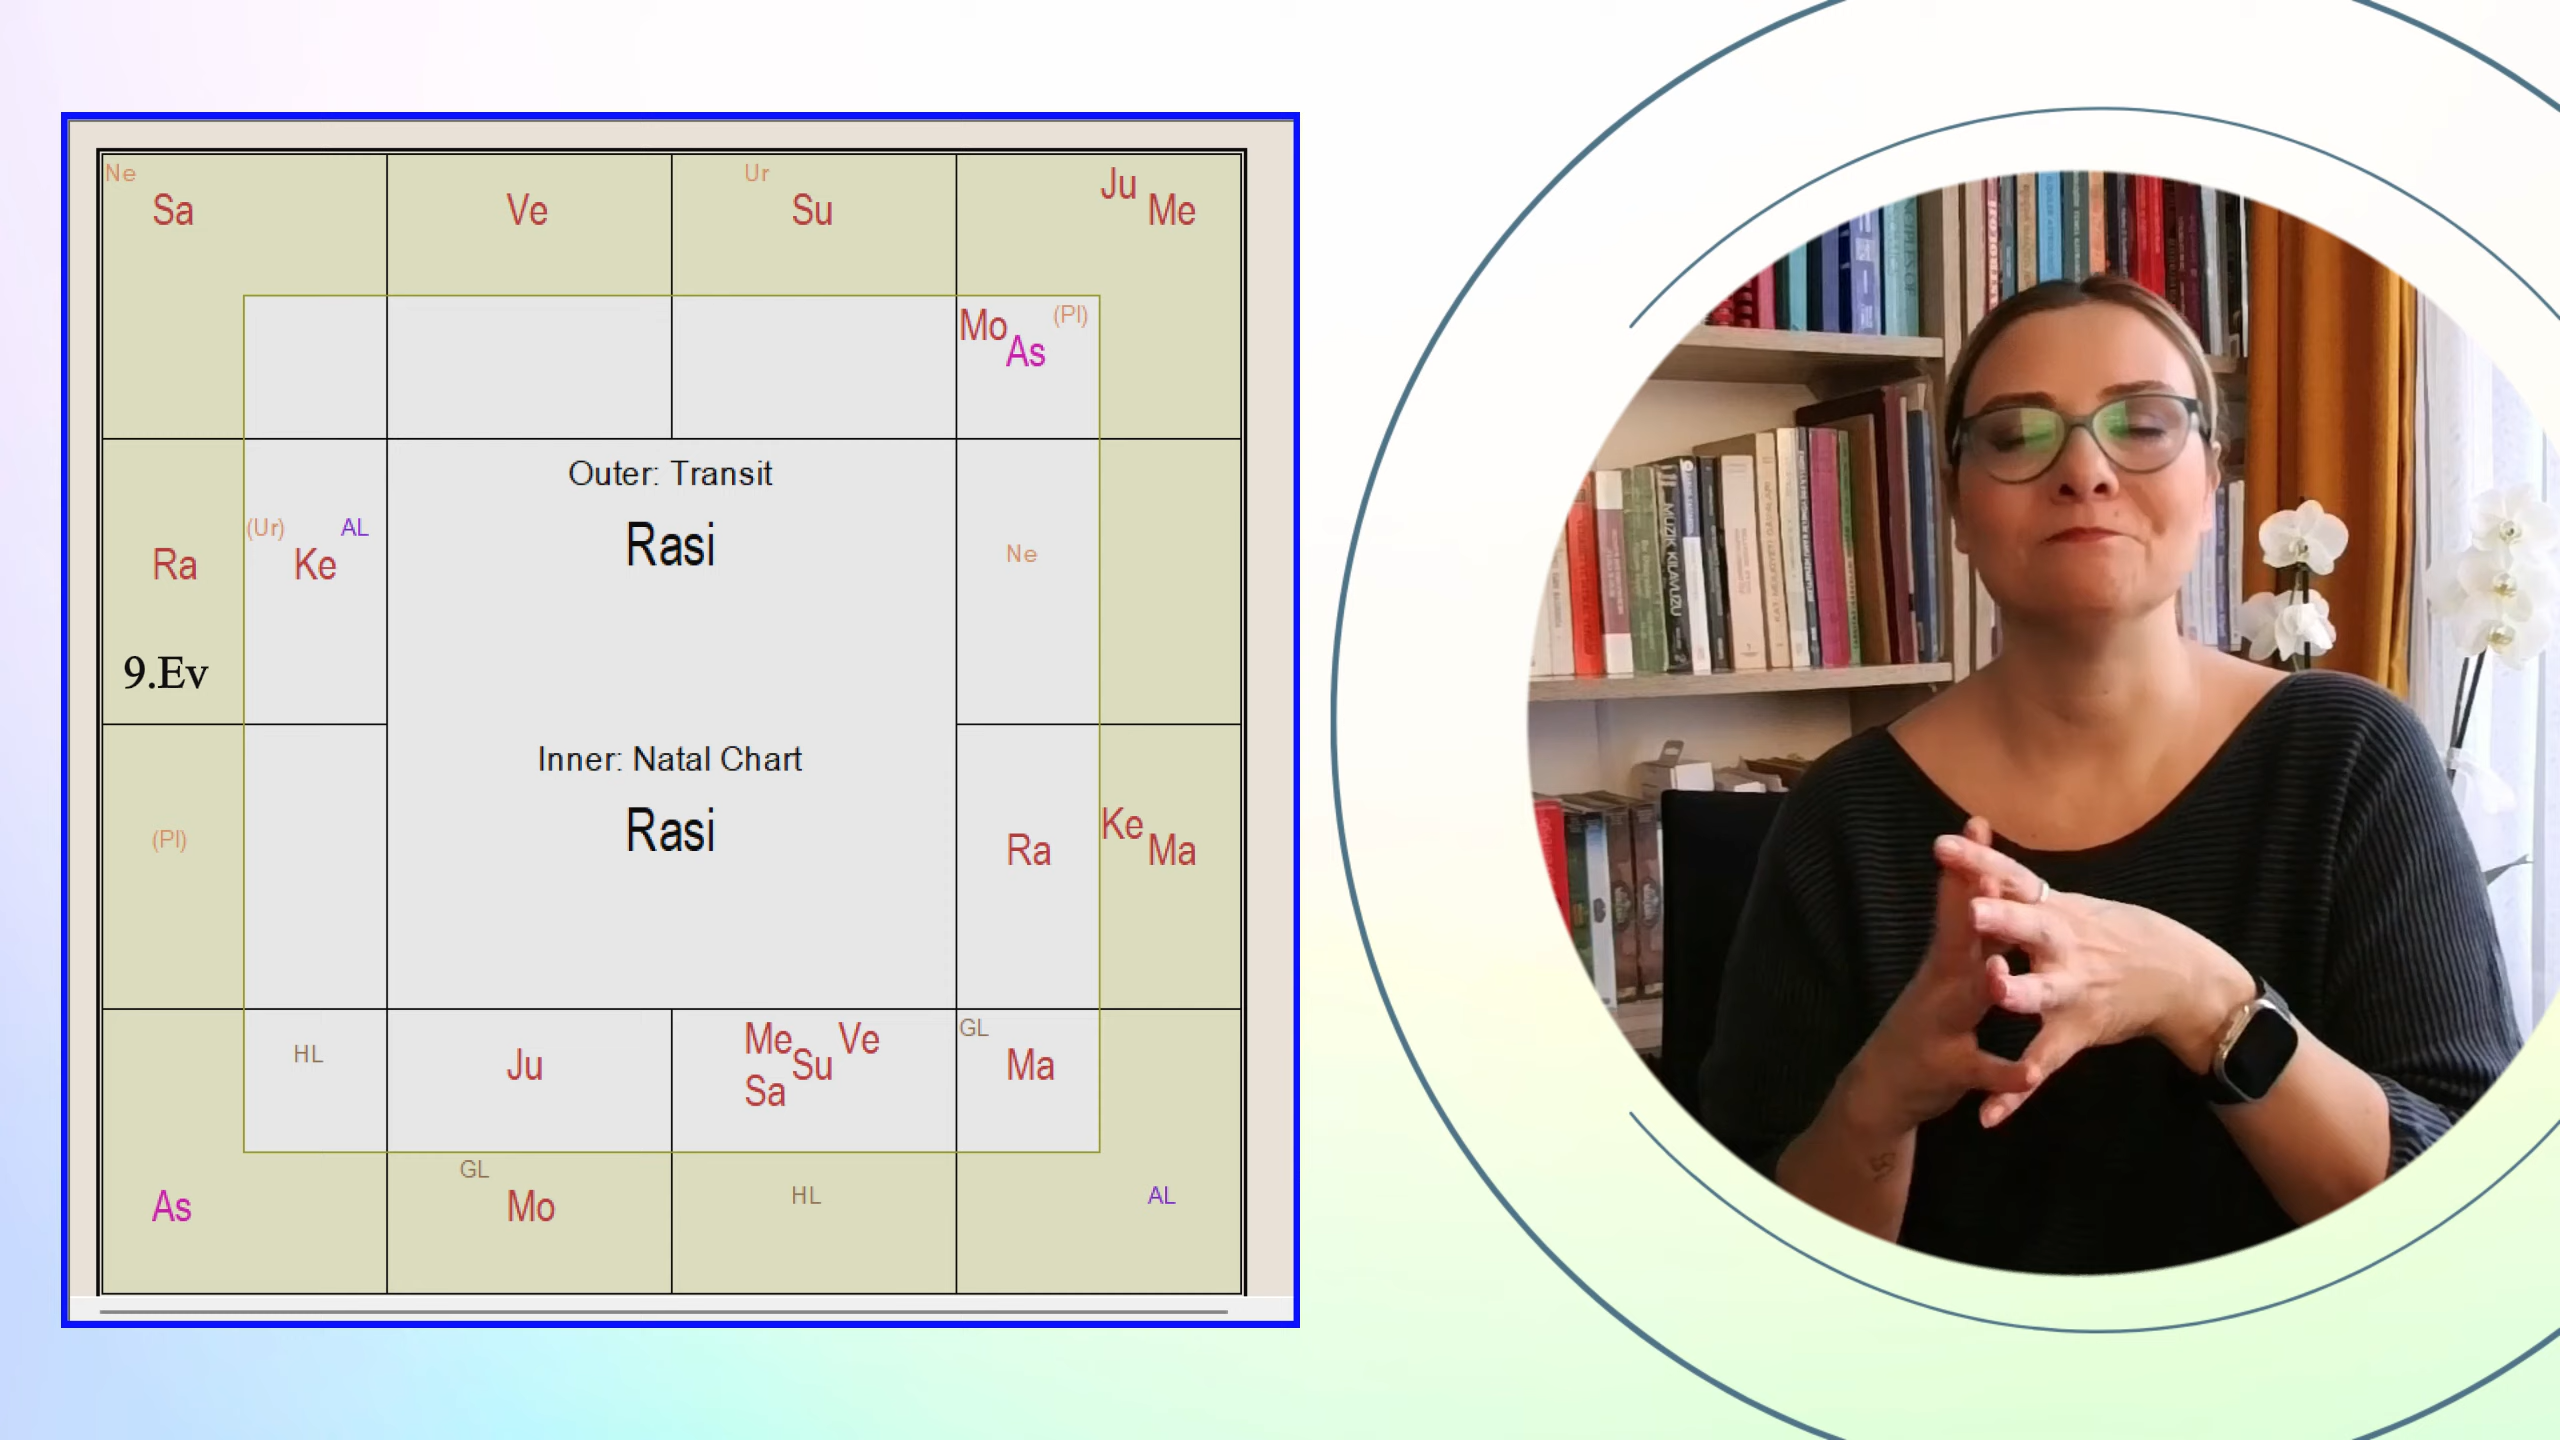 Ne
Sa
Ve
Ur
Su
Ju
Me
Mo
(Pl)
As
Outer: Transit
Rasi
(Ur)
AL
Ra
Ke
Ne
9.Ev
Inner: Natal Chart
Rasi
(Pl)
Ra
Ke
Ma
HL
Ju
Me
Su
Ve
Sa
GL
Ma
As
GL
Mo
HL
AL
MÜZİK KILAVUZU